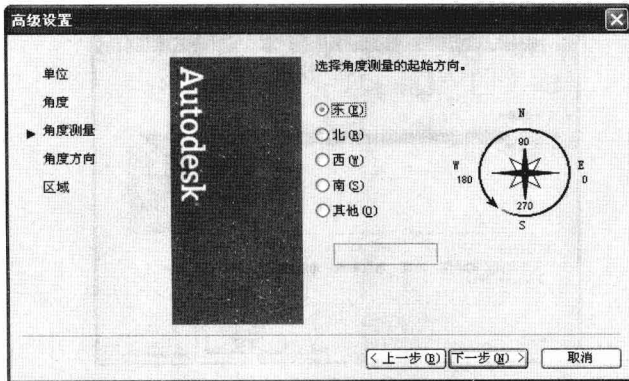 高级设置
单位
角度
角度测量
角度方向
区域
Autodesk
选择角度测量的起始方向。
东(E)
北(R)
西(W)
南(S)
其他(O)
N
90
W
180
E
0
270
S
<上一步(B)
下一步(N)>
取消